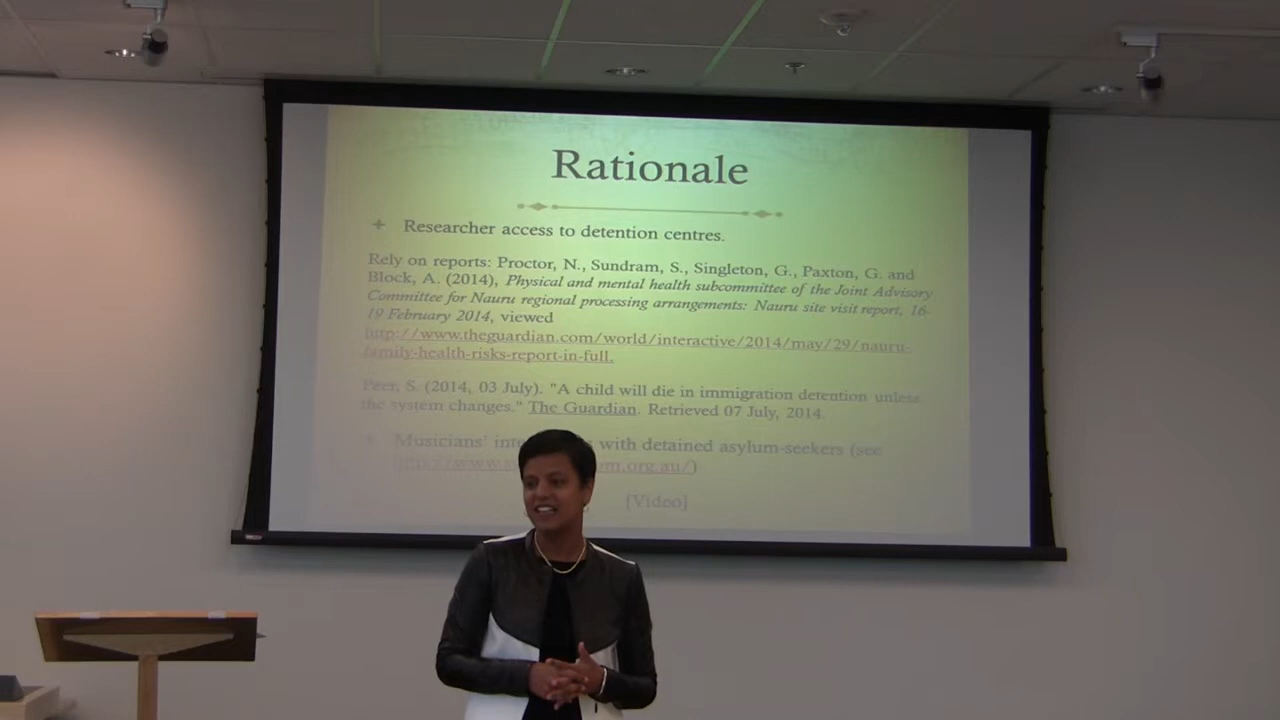 Rationale
Researcher access to detention centres.
Rely on reports: Proctor, N., Sundram, S., Singleton, G., Paxton, G. and
Block, A. (2014), Physical and mental health subcommittee of the Joint Advisory
Committee for Nauru regional processing arrangements: Nauru site visit report, 16-
19 February 2014, viewed
http://www.theguardian.com/world/interactive/2014/may/29/nauru-
family-health-risks-report-in-full.
Peer, S. (2014, 03 July). "A child will die in immigration detention unless
the system changes." The Guardian. Retrieved 07 July, 2014.
Musicians' with detained asylum-seekers (see
[Video]